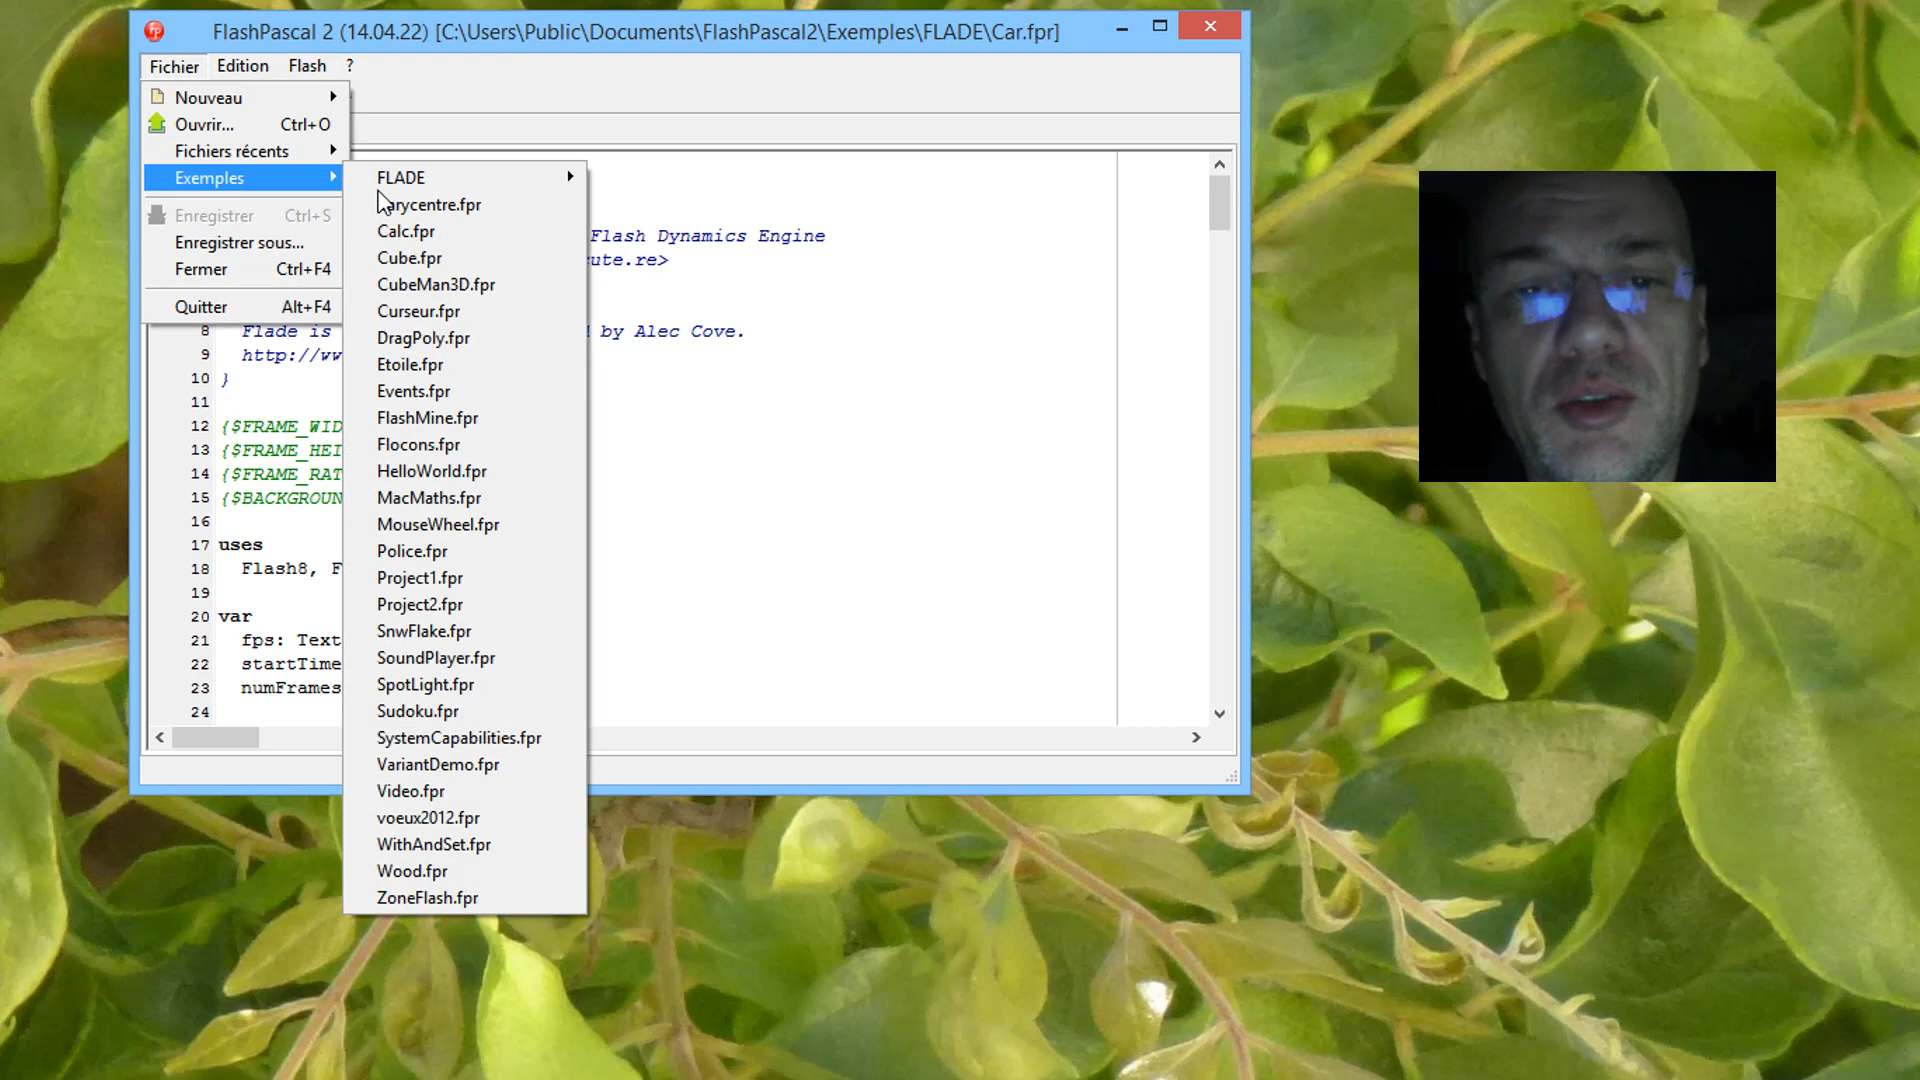 FlashPascal 2 (14.04.22) [C:\Users\Public\Documents\FlashPascal2\Exemples\FLADE\Car.fpr]
Fichier Edition Flash ?
Nouveau
Ouvrir... Ctrl+O
Fichiers récents
Exemples
Enregistrer Ctrl+S
Enregistrer sous...
Fermer Ctrl+F4
Quitter Alt+F4
FLADE
arycentre.fpr
Calc.fpr
Cube.fpr
CubeMan3D.fpr
Curseur.fpr
DragPoly.fpr
Etoile.fpr
Events.fpr
FlashMine.fpr
Flocons.fpr
HelloWorld.fpr
MacMaths.fpr
MouseWheel.fpr
Police.fpr
Project1.fpr
Project2.fpr
SnwFlake.fpr
SoundPlayer.fpr
SpotLight.fpr
Sudoku.fpr
SystemCapabilities.fpr
VariantDemo.fpr
Video.fpr
voeux2012.fpr
WithAndSet.fpr
Wood.fpr
ZoneFlash.fpr
Flash Dynamics Engine
ute.re>
8 Flade is by Alec Cove.
9 http://ww
10 }
11
12 {$FRAME_WID
13 {$FRAME_HEI
14 {$FRAME_RAT
15 {$BACKGROUN
16
17 uses
18 Flash8, F
19
20 var
21 fps: Text
22 startTime
23 numFrames
24
fp